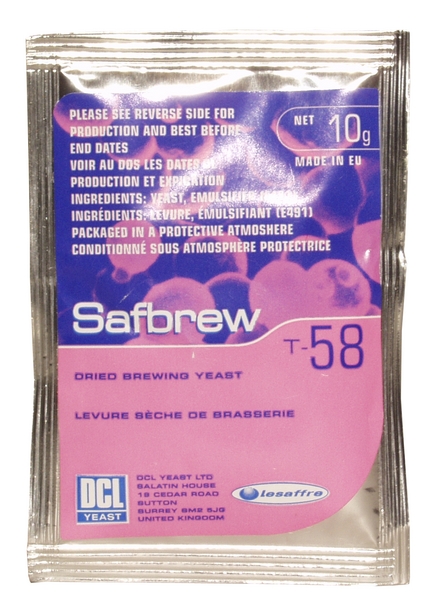 PLEASE SEE REVERSE SIDE FOR
PRODUCTION AND BEST BEFORE
END DATES
VOIR AU DOS LES DATES DE
PRODUCTION ET EXPIRATION
INGREDIENTS: YEAST, EMULSIFIER
INGRÉDIENTS: LEVURE, ÉMULSIFIANT (E491)
PACKAGED IN A PROTECTIVE ATMOSHERE
CONDITIONNÉ SOUS ATMOSPHÈRE PROTECTRICE
NET 10g
MADE IN EU
Safbrew
T-58
DRIED BREWING YEAST
LEVURE SÈCHE DE BRASSERIE
DCL
YEAST
DCL YEAST LTD
SALATIN HOUSE
19 CEDAR ROAD
SUTTON
SURREY SM2 5JG
UNITED KINGDOM
lesaffre